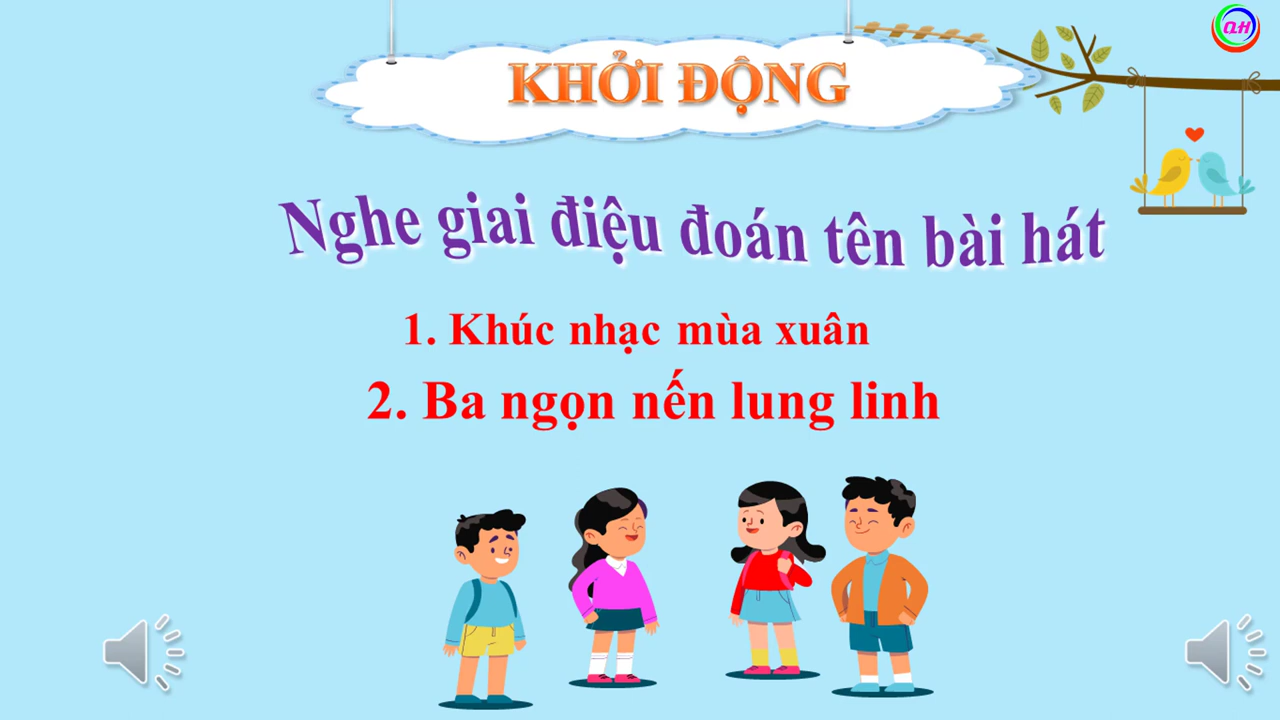 QH
KHỞI ĐỘNG
Nghe giai điệu đoán tên bài hát
1. Khúc nhạc mùa xuân
2. Ba ngọn nến lung linh